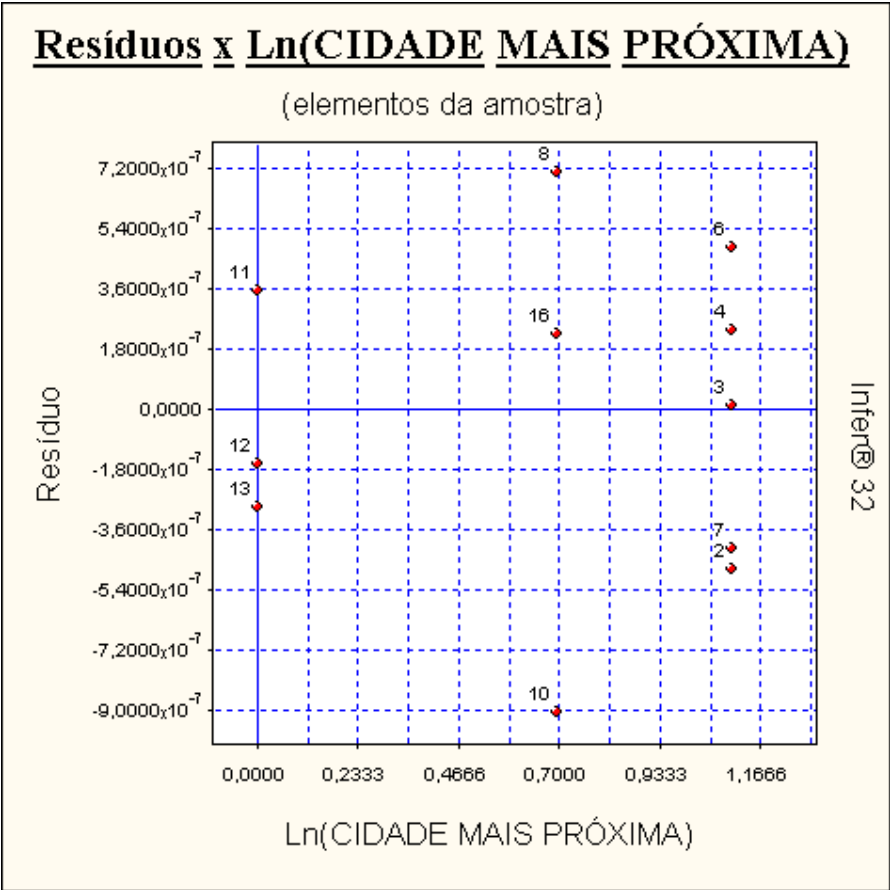 Resíduos x Ln(CIDADE MAIS PRÓXIMA)
(elementos da amostra)
7,2000x10^-7
5,4000x10^-7
3,6000x10^-7
1,8000x10^-7
0,0000
-1,8000x10^-7
-3,6000x10^-7
-5,4000x10^-7
-7,2000x10^-7
-9,0000x10^-7
Resíduo
8
6
11
16
4
3
12
13
7
2
10
Infer® 32
0,0000 0,2333 0,4666 0,7000 0,9333 1,1666
Ln(CIDADE MAIS PRÓXIMA)